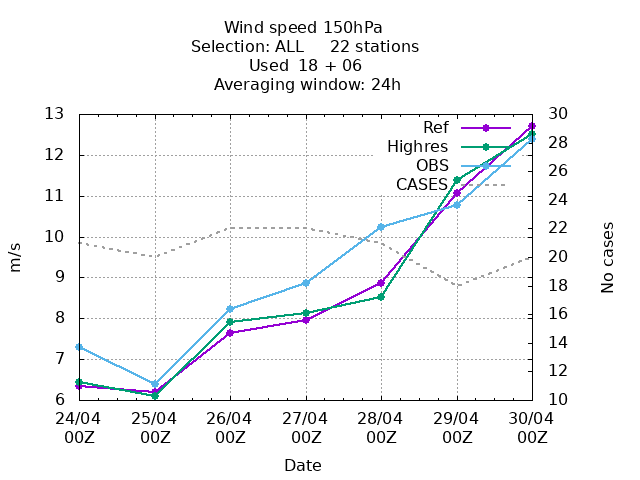 Wind speed 150hPa
Selection: ALL     22 stations
Used  18 + 06
Averaging window: 24h
Ref
Highres
OBS
CASES
13
12
11
10
9
8
7
6
30
28
26
24
22
20
18
16
14
12
10
m/s
No cases
24/04 25/04 26/04 27/04 28/04 29/04 30/04
00Z 00Z 00Z 00Z 00Z 00Z 00Z
Date